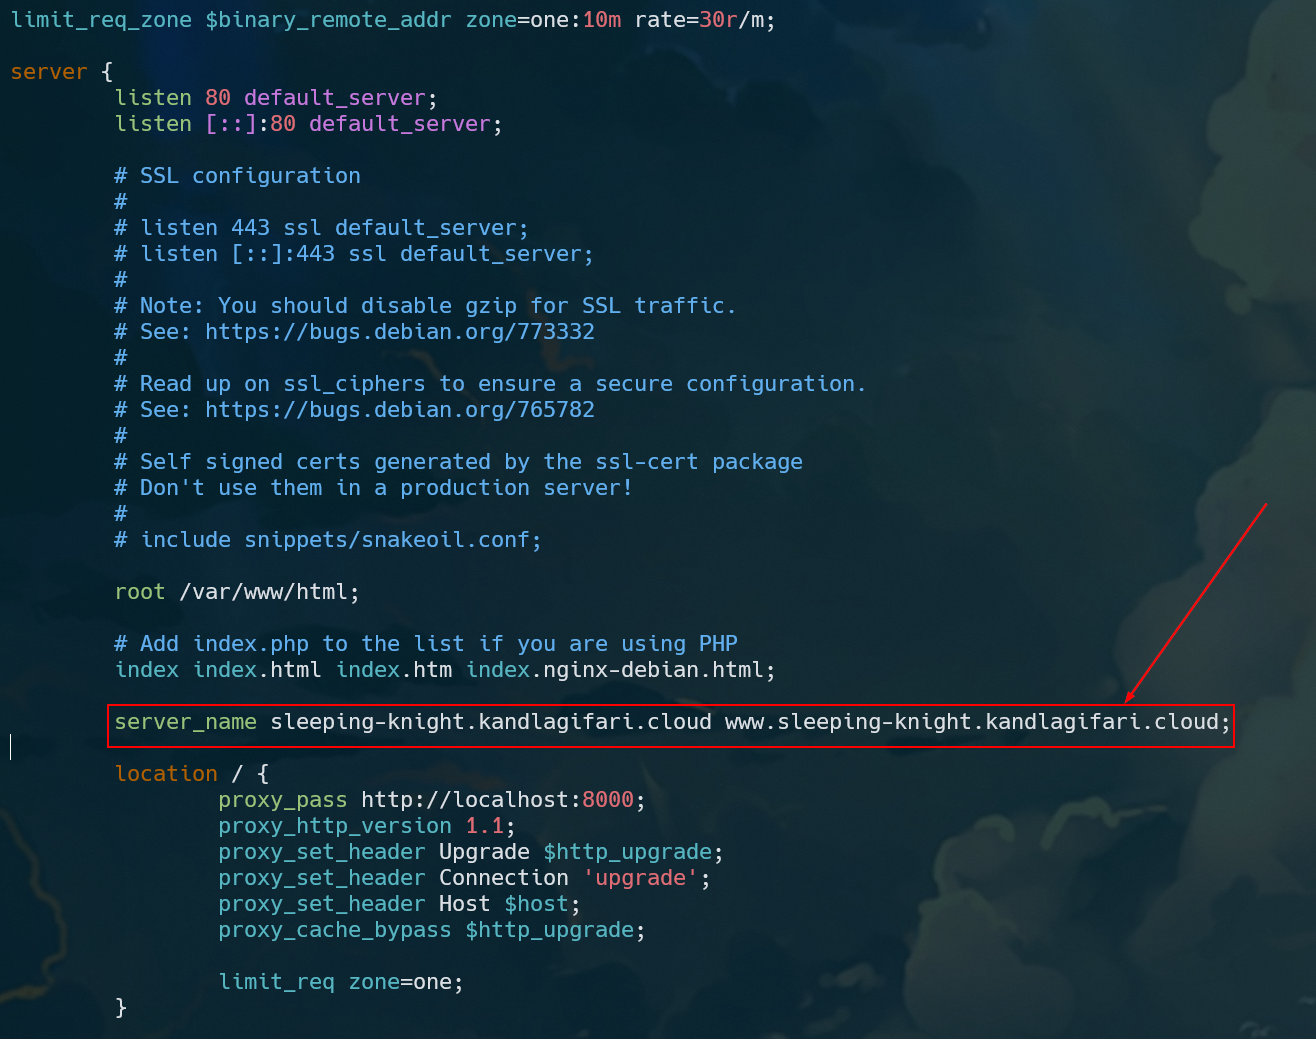 limit_req_zone $binary_remote_addr zone=one:10m rate=30r/m;
server {
listen 80 default_server;
listen [::]:80 default_server;
# SSL configuration
#
# listen 443 ssl default_server;
# listen [::]:443 ssl default_server;
#
# Note: You should disable gzip for SSL traffic.
# See: https://bugs.debian.org/773332
#
# Read up on ssl_ciphers to ensure a secure configuration.
# See: https://bugs.debian.org/765782
#
# Self signed certs generated by the ssl-cert package
# Don't use them in a production server!
#
# include snippets/snakeoil.conf;
root /var/www/html;
# Add index.php to the list if you are using PHP
index index.html index.htm index.nginx-debian.html;
server_name sleeping-knight.kandlagifari.cloud www.sleeping-knight.kandlagifari.cloud;
location / {
proxy_pass http://localhost:8000;
proxy_http_version 1.1;
proxy_set_header Upgrade $http_upgrade;
proxy_set_header Connection 'upgrade';
proxy_set_header Host $host;
proxy_cache_bypass $http_upgrade;
limit_req zone=one;
}